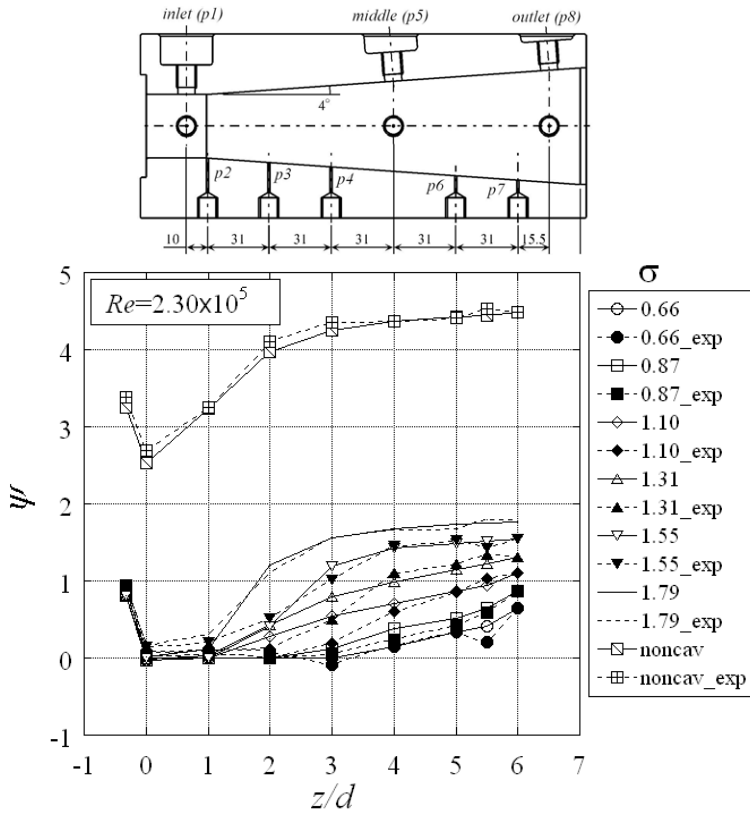 inlet (p1) middle (p5) outlet (p8)
4°
p2 p3 p4 p6 p7
10 31 31 31 31 31 15.5
Re=2.30x10⁵
σ
0.66
0.66_exp
0.87
0.87_exp
1.10
1.10_exp
1.31
1.31_exp
1.55
1.55_exp
1.79
1.79_exp
noncav
noncav_exp
5
4
3
2
1
0
-1
ψ
-1 0 1 2 3 4 5 6 7
z/d